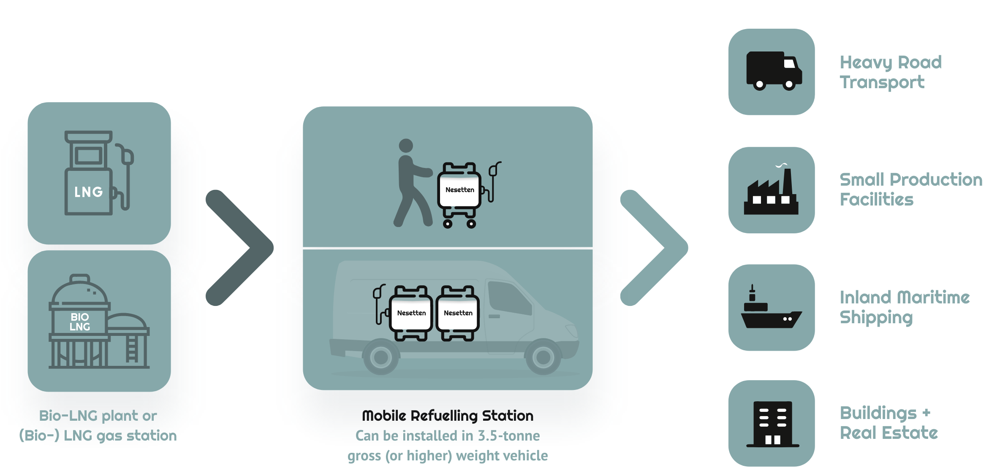 LNG
BIO
LNG
Bio-LNG plant or
(Bio-) LNG gas station
Nesetten
Nesetten
Nesetten
Mobile Refuelling Station
Can be installed in 3.5-tonne
gross (or higher) weight vehicle
Heavy Road
Transport
Small Production
Facilities
Inland Maritime
Shipping
Buildings +
Real Estate